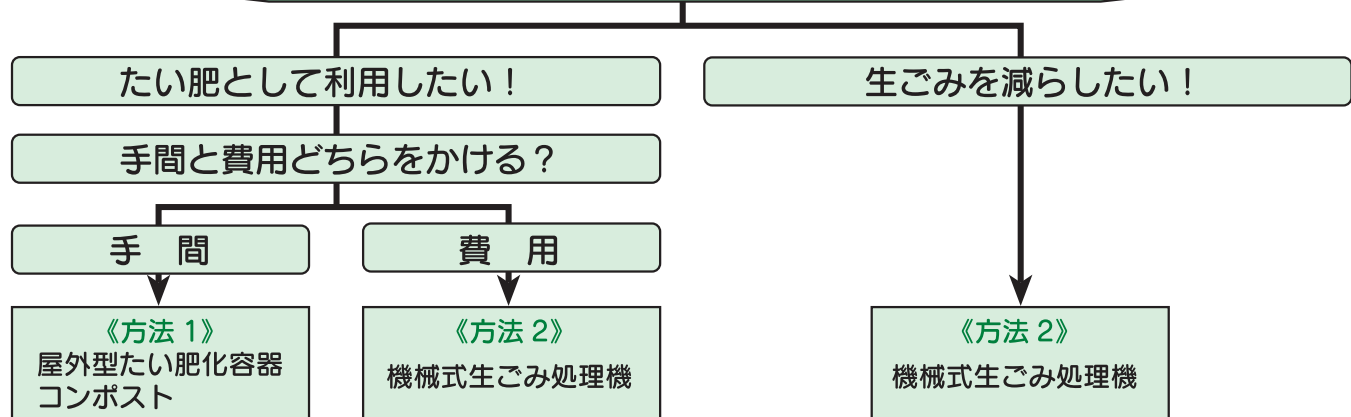 たい肥として利用したい！
生ごみを減らしたい！
手間と費用どちらをかける？
手　間
費　用
《方法 1》
屋外型たい肥化容器
コンポスト
《方法 2》
機械式生ごみ処理機
《方法 2》
機械式生ごみ処理機